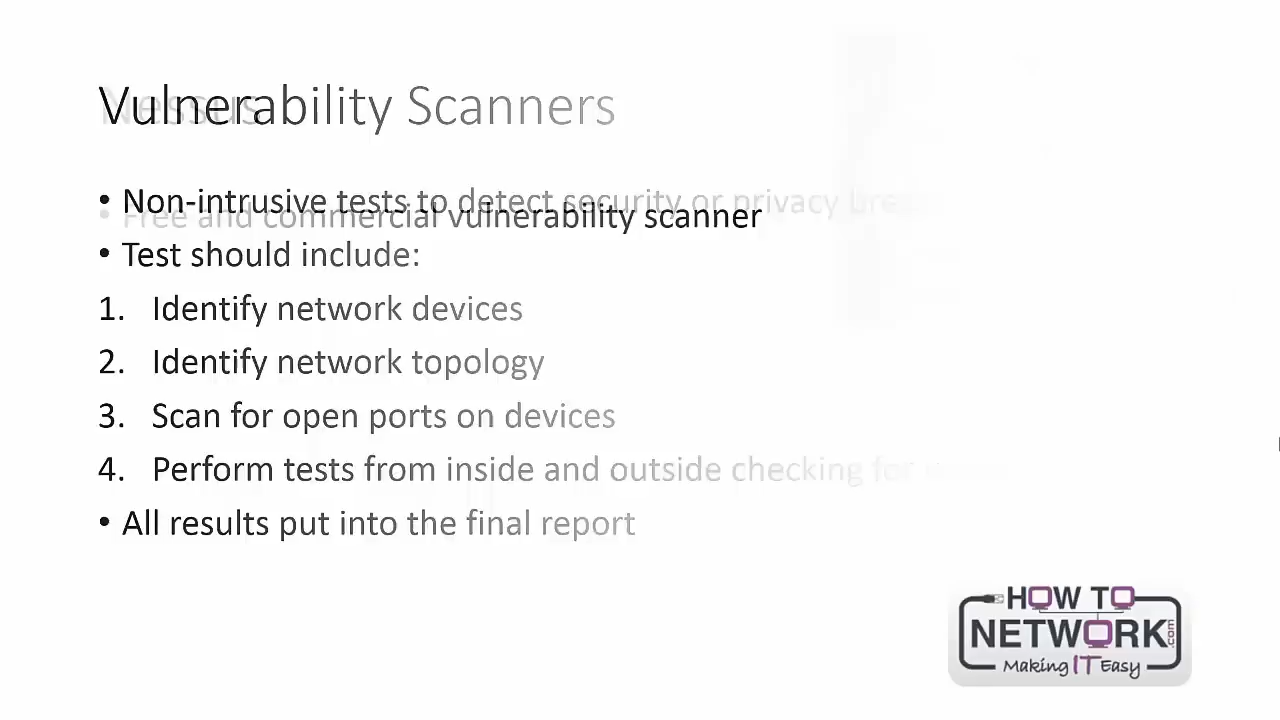 Vulnerability Scanners
Nessus
• Non-intrusive tests to detect security or privacy
• Free and commercial vulnerability scanner
• Test should include:
1. Identify network devices
2. Identify network topology
3. Scan for open ports on devices
4. Perform tests from inside and outside checking for
• All results put into the final report
HOW TO
NETWORK.com
Making IT Easy